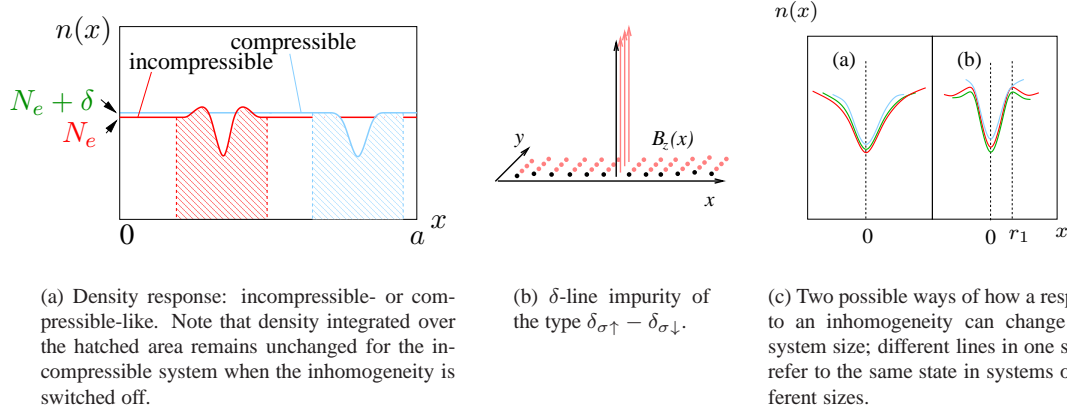 n(x)
compressible
incompressible
N_e + δ
N_e
0
a
x
y
B_z(x)
x
n(x)
(a)
(b)
0
0
r_1
x
(a) Density response: incompressible- or com-
pressible-like. Note that density integrated over
the hatched area remains unchanged for the in-
compressible system when the inhomogeneity is
switched off.
(b) δ-line impurity of
the type δσ↑ − δσ↓.
(c) Two possible ways of how a resp
to an inhomogeneity can change
system size; different lines in one s
refer to the same state in systems o
ferent sizes.